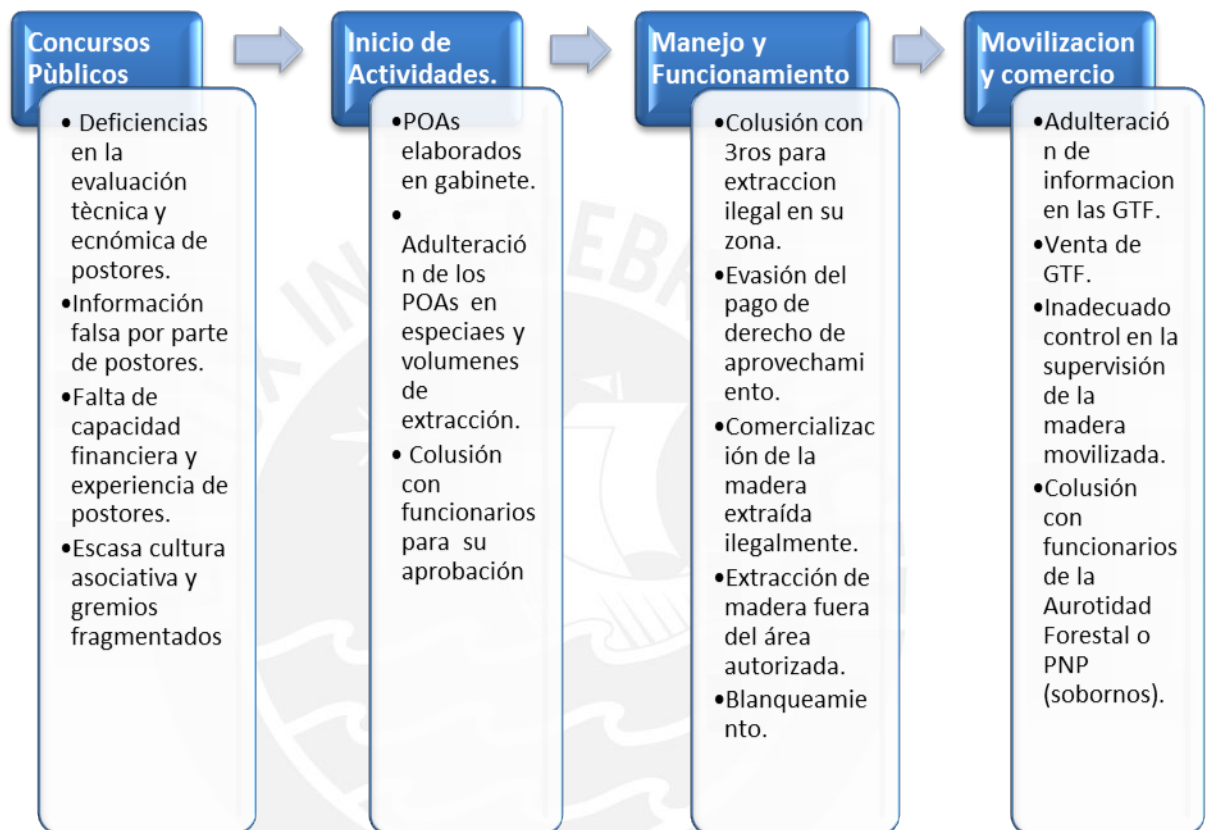 Concursos
Pùblicos
• Deficiencias
en la
evaluación
tècnica y
ecnómica de
postores.
•Información
falsa por parte
de postores.
•Falta de
capacidad
financiera y
experiencia de
postores.
•Escasa cultura
asociativa y
gremios
fragmentados
Inicio de
Actividades.
•POAs
elaborados
en gabinete.
•
Adulteració
n de los
POAs en
especiaes y
volumenes
de
extracción.
• Colusión
con
funcionarios
para su
aprobación
Manejo y
Funcionamiento
•Colusión con
3ros para
extraccion
ilegal en su
zona.
•Evasión del
pago de
derecho de
aprovechami
ento.
•Comercializac
ión de la
madera
extraída
ilegalmente.
•Extracción de
madera fuera
del área
autorizada.
•Blanqueamie
nto.
Movilizacion
y comercio
•Adulteració
n de
informacion
en las GTF.
•Venta de
GTF.
•Inadecuado
control en la
supervisión
de la
madera
movilizada.
•Colusión
con
funcionarios
de la
Aurotidad
Forestal o
PNP
(sobornos).